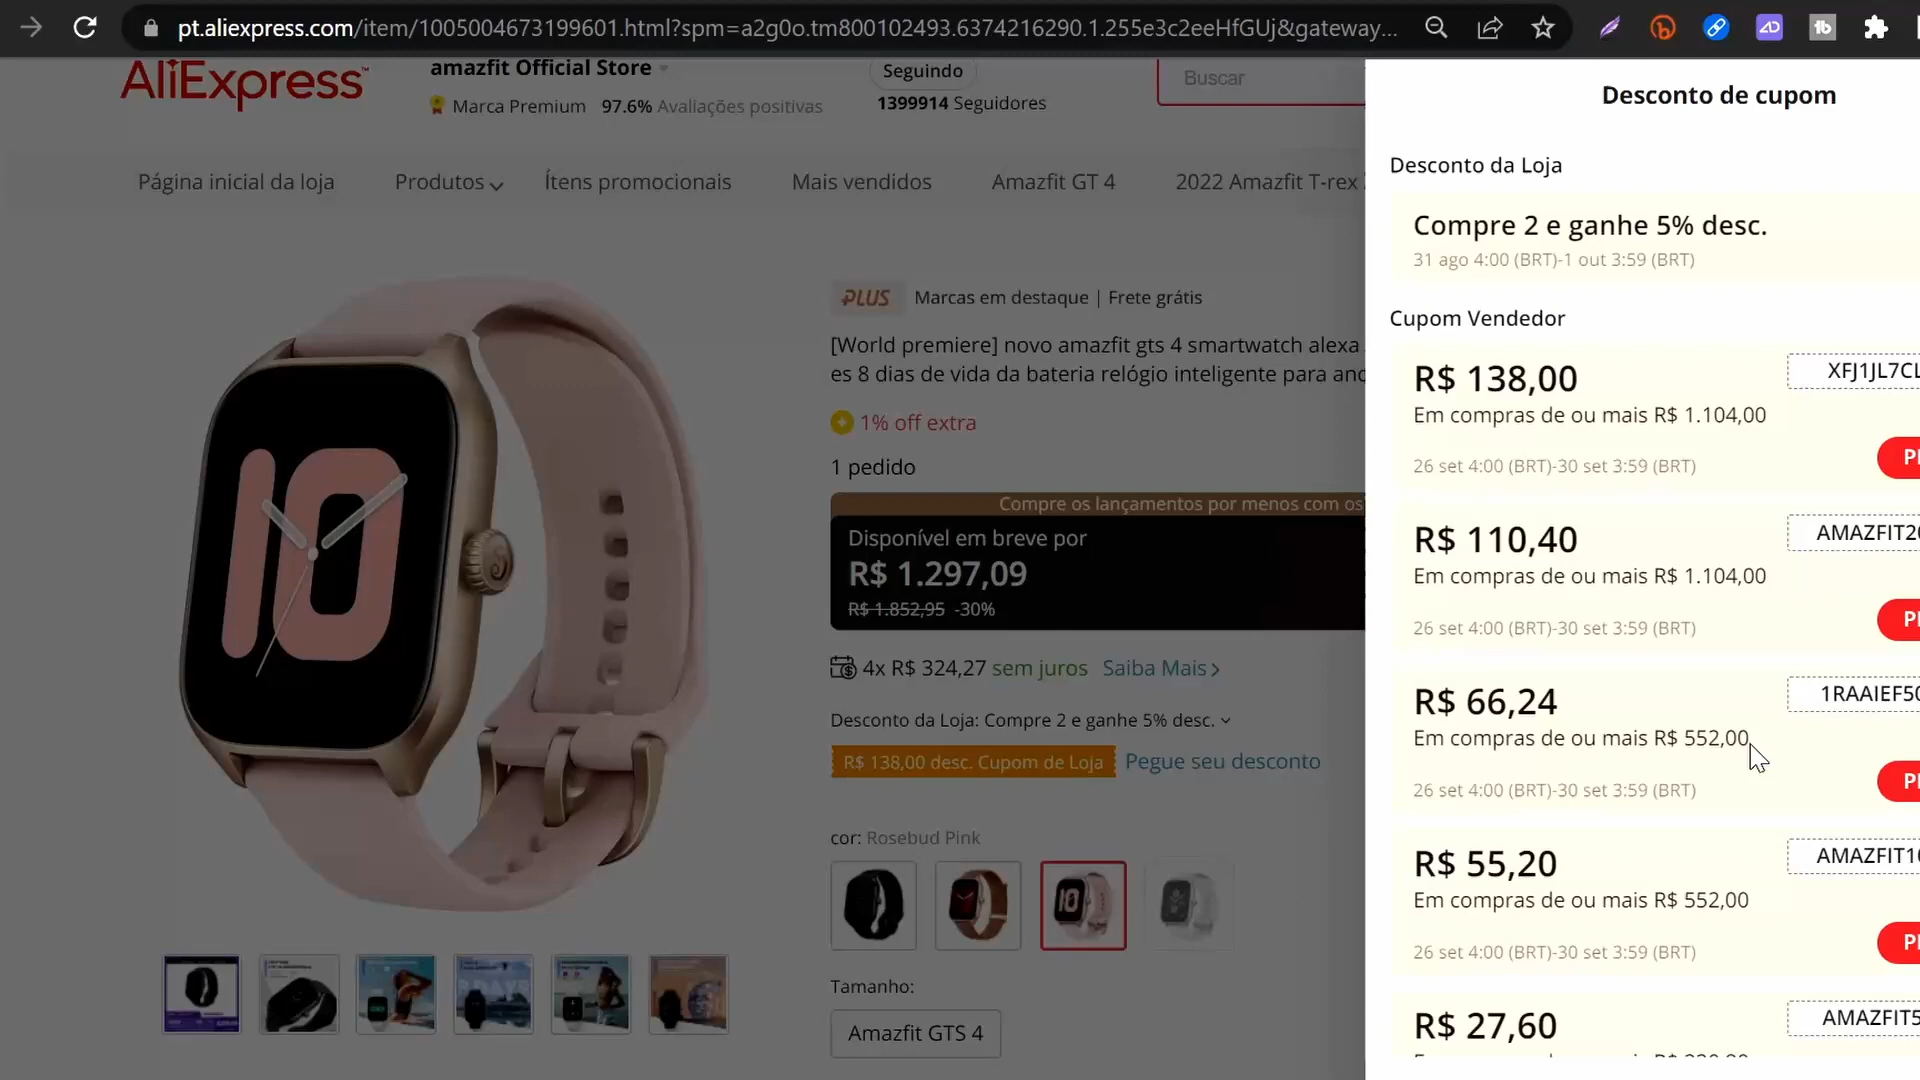 pt.aliexpress.com/item/1005004673199601.html?spm=a2g0o.tm800102493.6374216290.1.255e3c2eeHfGUj&gateway...
AliExpress™
amazfit Official Store
Marca Premium 97.6% Avaliações positivas
Seguindo
1399914 Seguidores
Buscar
Página inicial da loja
Produtos
Ítens promocionais
Mais vendidos
Amazfit GT 4
2022 Amazfit T-rex
PLUS Marcas em destaque | Frete grátis
[World premiere] novo amazfit gts 4 smartwatch alexa
es 8 dias de vida da bateria relógio inteligente para and
1% off extra
1 pedido
Compre os lançamentos por menos com os
Disponível em breve por
R$ 1.297,09
R$ 1.852,95 -30%
4x R$ 324,27 sem juros Saiba Mais
Desconto da Loja: Compre 2 e ganhe 5% desc.
R$ 138,00 desc. Cupom de Loja Pegue seu desconto
cor: Rosebud Pink
Tamanho:
Amazfit GTS 4
10
Desconto de cupom
Desconto da Loja
Compre 2 e ganhe 5% desc.
31 ago 4:00 (BRT)-1 out 3:59 (BRT)
Cupom Vendedor
R$ 138,00
XFJ1JL7CL
Em compras de ou mais R$ 1.104,00
26 set 4:00 (BRT)-30 set 3:59 (BRT)
R$ 110,40
AMAZFIT20
Em compras de ou mais R$ 1.104,00
26 set 4:00 (BRT)-30 set 3:59 (BRT)
R$ 66,24
1RAAIEF50
Em compras de ou mais R$ 552,00
26 set 4:00 (BRT)-30 set 3:59 (BRT)
R$ 55,20
AMAZFIT10
Em compras de ou mais R$ 552,00
26 set 4:00 (BRT)-30 set 3:59 (BRT)
R$ 27,60
AMAZFIT5